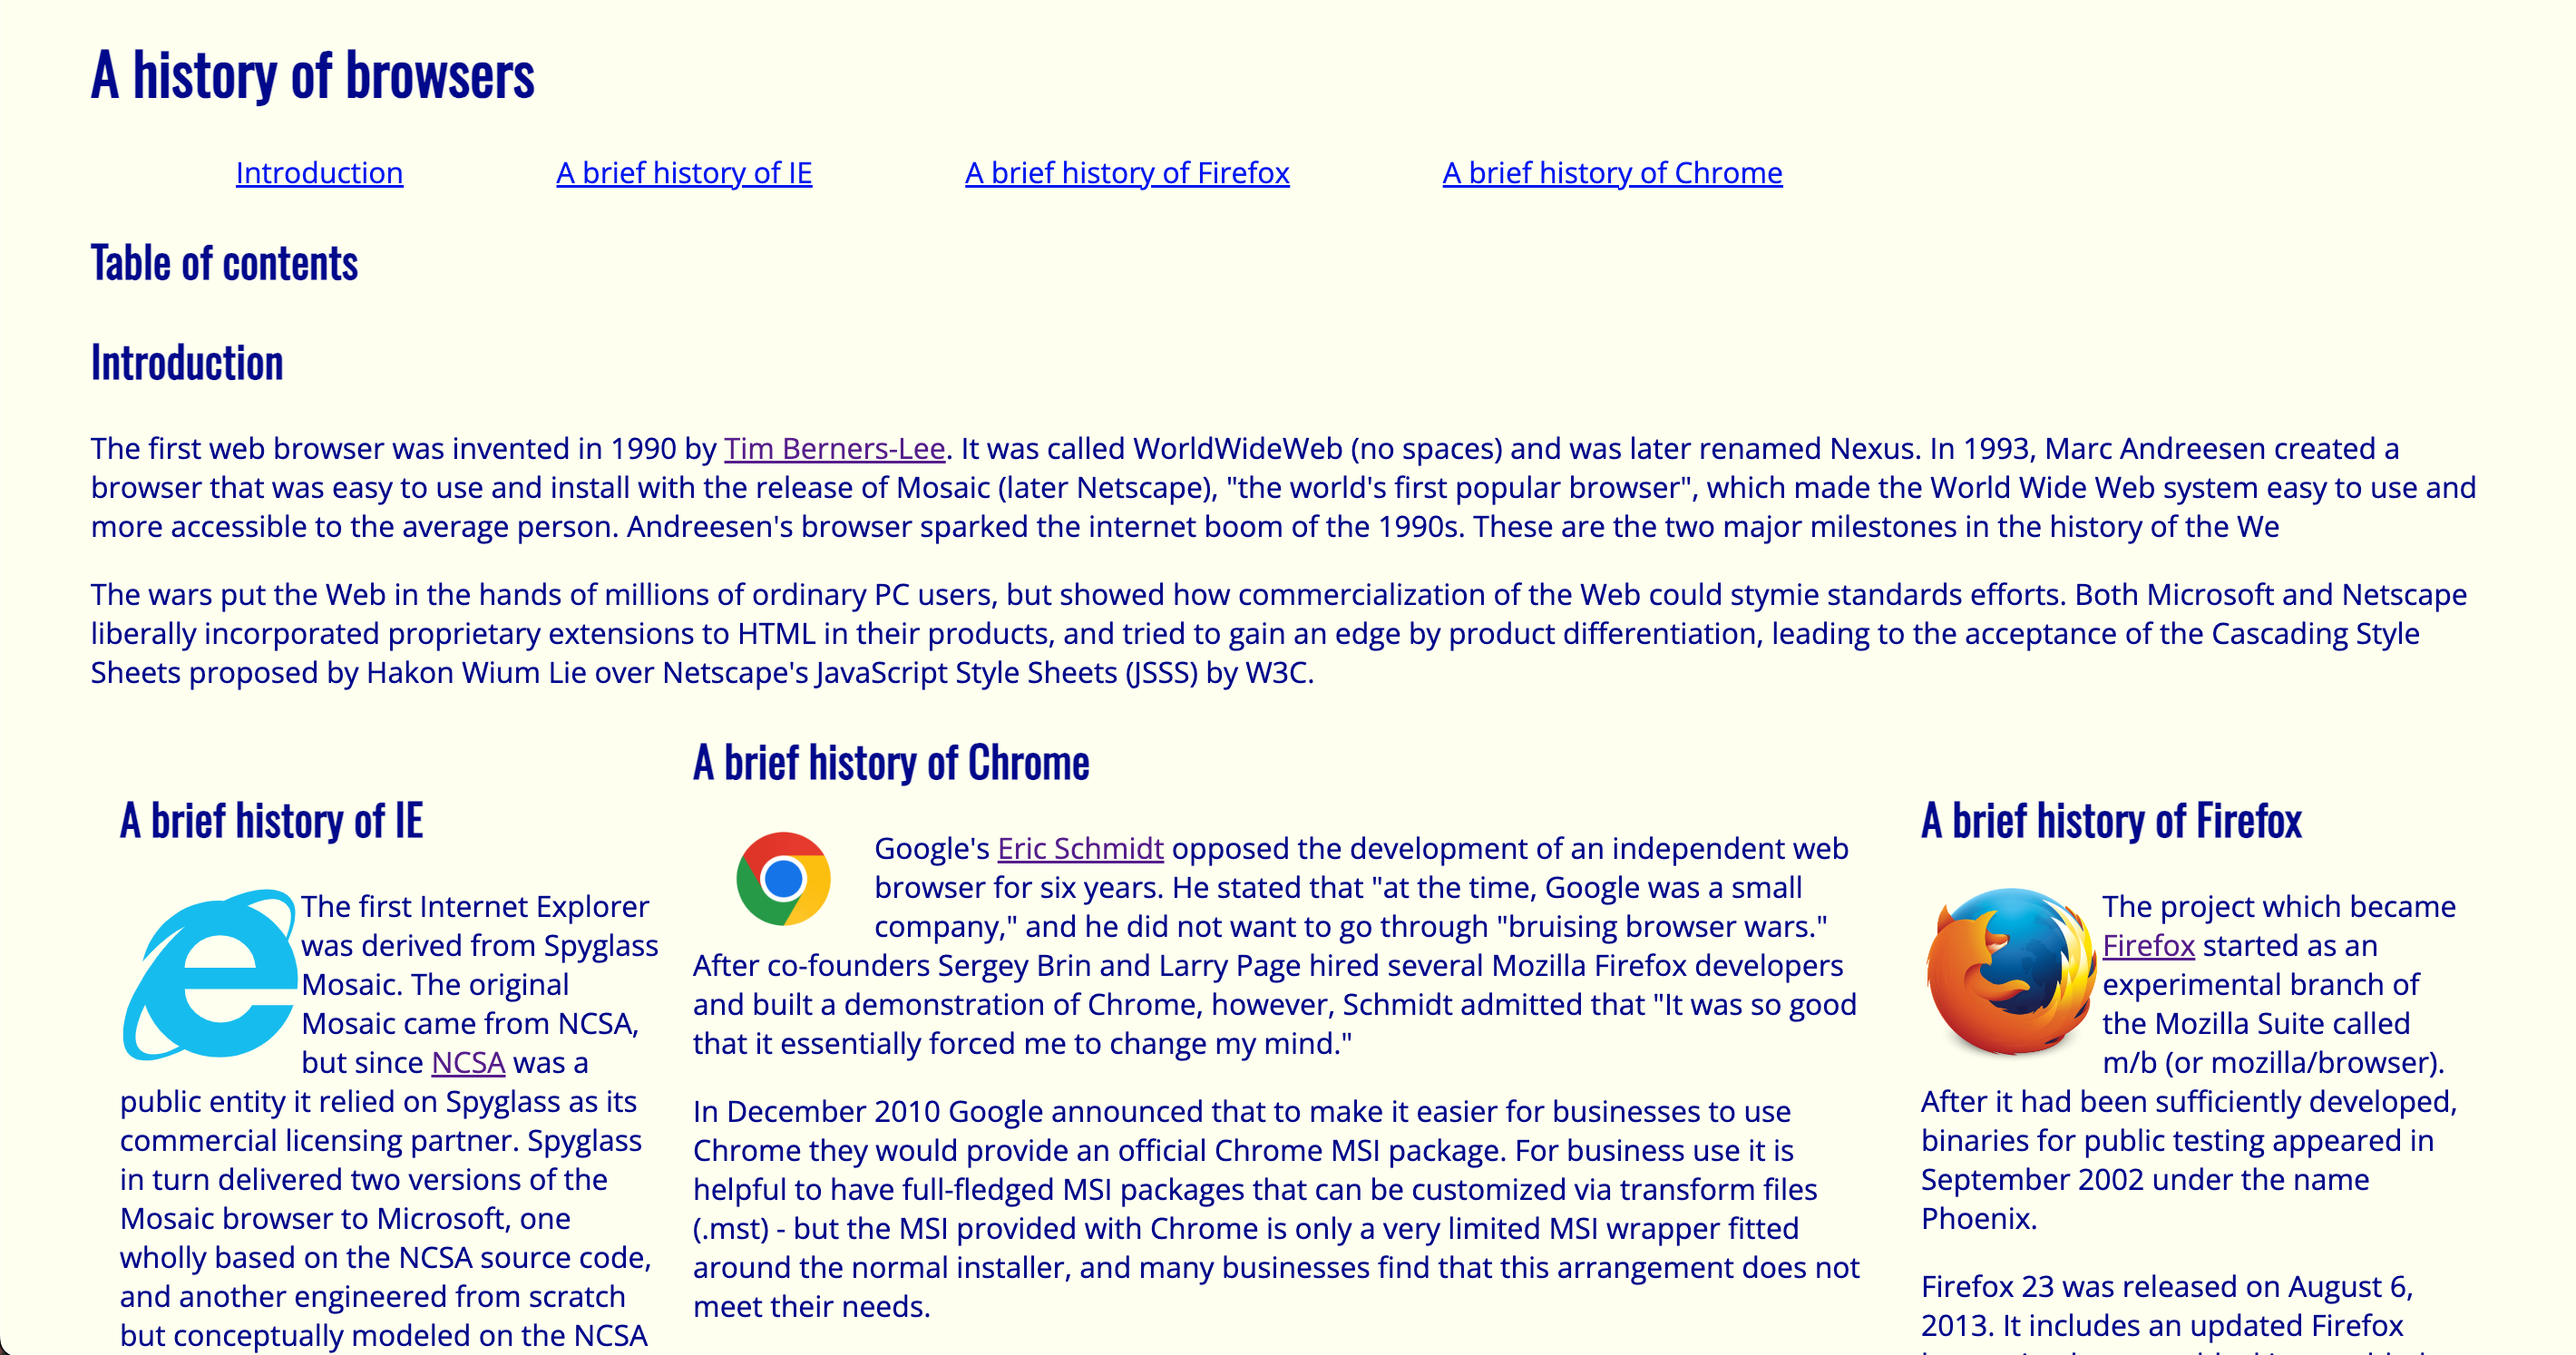 A history of browsers
Introduction
A brief history of IE
A brief history of Firefox
A brief history of Chrome
Table of contents
Introduction
The first web browser was invented in 1990 by Tim Berners-Lee. It was called WorldWideWeb (no spaces) and was later renamed Nexus. In 1993, Marc Andreesen created a
browser that was easy to use and install with the release of Mosaic (later Netscape), "the world's first popular browser", which made the World Wide Web system easy to use and
more accessible to the average person. Andreesen's browser sparked the internet boom of the 1990s. These are the two major milestones in the history of the We
The wars put the Web in the hands of millions of ordinary PC users, but showed how commercialization of the Web could stymie standards efforts. Both Microsoft and Netscape
liberally incorporated proprietary extensions to HTML in their products, and tried to gain an edge by product differentiation, leading to the acceptance of the Cascading Style
Sheets proposed by Hakon Wium Lie over Netscape's JavaScript Style Sheets (JSSS) by W3C.
A brief history of IE
The first Internet Explorer
was derived from Spyglass
Mosaic. The original
Mosaic came from NCSA,
but since NCSA was a
public entity it relied on Spyglass as its
commercial licensing partner. Spyglass
in turn delivered two versions of the
Mosaic browser to Microsoft, one
wholly based on the NCSA source code,
and another engineered from scratch
but conceptually modeled on the NCSA
A brief history of Chrome
Google's Eric Schmidt opposed the development of an independent web
browser for six years. He stated that "at the time, Google was a small
company," and he did not want to go through "bruising browser wars."
After co-founders Sergey Brin and Larry Page hired several Mozilla Firefox developers
and built a demonstration of Chrome, however, Schmidt admitted that "It was so good
that it essentially forced me to change my mind."
In December 2010 Google announced that to make it easier for businesses to use
Chrome they would provide an official Chrome MSI package. For business use it is
helpful to have full-fledged MSI packages that can be customized via transform files
(.mst) - but the MSI provided with Chrome is only a very limited MSI wrapper fitted
around the normal installer, and many businesses find that this arrangement does not
meet their needs.
A brief history of Firefox
The project which became
Firefox started as an
experimental branch of
the Mozilla Suite called
m/b (or mozilla/browser).
After it had been sufficiently developed,
binaries for public testing appeared in
September 2002 under the name
Phoenix.
Firefox 23 was released on August 6,
2013. It includes an updated Firefox